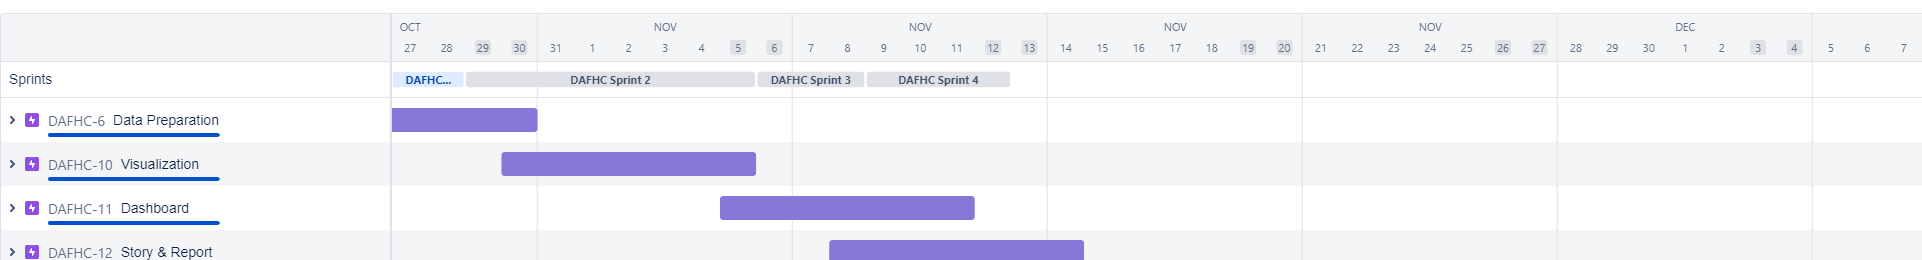 OCT NOV NOV NOV NOV DEC
27 28 29 30 31 1 2 3 4 5 6 7 8 9 10 11 12 13 14 15 16 17 18 19 20 21 22 23 24 25 26 27 28 29 30 1 2 3 4 5 6 7
Sprints DAFHC... DAFHC Sprint 2 DAFHC Sprint 3 DAFHC Sprint 4
DAFHC-6 Data Preparation
DAFHC-10 Visualization
DAFHC-11 Dashboard
DAFHC-12 Story & Report